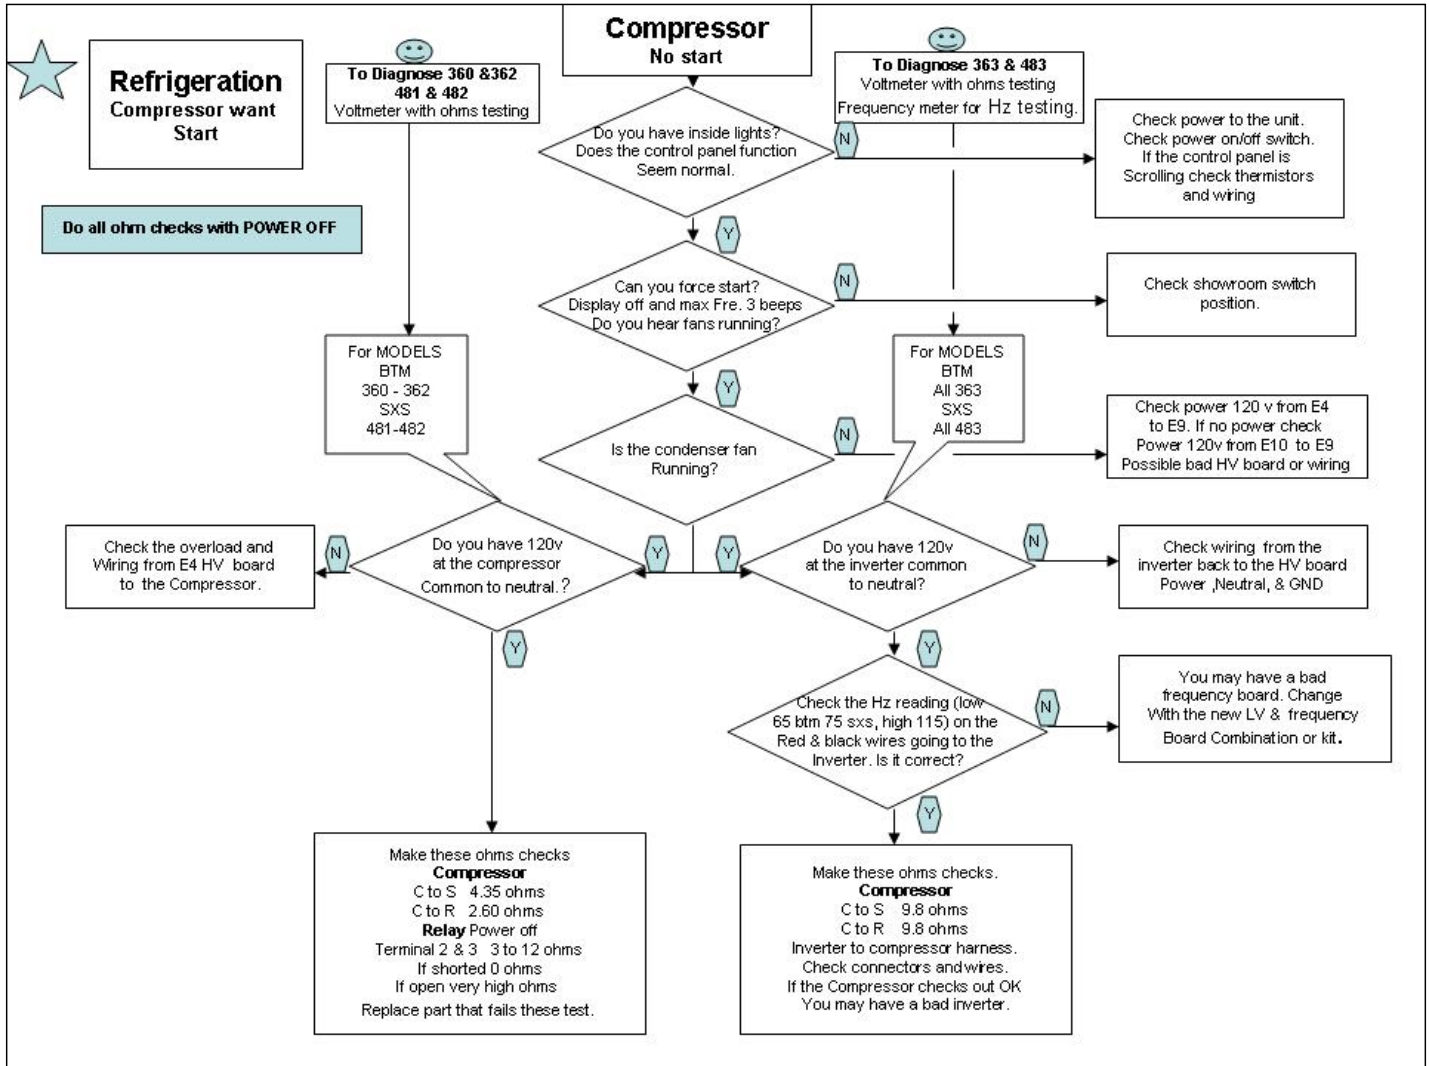 Compressor
No start
Refrigeration
Compressor want
Start
To Diagnose 360 &362
481 & 482
Voltmeter with ohms testing
To Diagnose 363 & 483
Voltmeter with ohms testing
Frequency meter for Hz testing.
Do all ohm checks with POWER OFF
Do you have inside lights?
Does the control panel function
Seem normal.
N
Check power to the unit.
Check power on/off switch.
If the control panel is
Scrolling check thermistors
and wiring
Y
Can you force start?
Display off and max Fre. 3 beeps
Do you hear fans running?
N
Check showroom switch
position.
Y
For MODELS
BTM
360 - 362
SXS
481-482
For MODELS
BTM
All 363
SXS
All 483
Is the condenser fan
Running?
N
Check power 120 v from E4
to E9. If no power check
Power 120v from E10 to E9
Possible bad HV board or wiring
Check the overload and
Wiring from E4 HV board
to the Compressor.
N
Do you have 120v
at the compressor
Common to neutral.?
Y
Y
Do you have 120v
at the inverter common
to neutral?
N
Check wiring from the
inverter back to the HV board
Power ,Neutral, & GND
Y
Y
Check the Hz reading (low
65 btm 75 sxs, high 115) on the
Red & black wires going to the
Inverter. Is it correct?
N
You may have a bad
frequency board. Change
With the new LV & frequency
Board Combination or kit.
Y
Make these ohms checks
Compressor
C to S 4.35 ohms
C to R 2.60 ohms
Relay Power off
Terminal 2 & 3 3 to 12 ohms
If shorted 0 ohms
If open very high ohms
Replace part that fails these test.
Make these ohms checks.
Compressor
C to S 9.8 ohms
C to R 9.8 ohms
Inverter to compressor harness.
Check connectors and wires.
If the Compressor checks out OK
You may have a bad inverter.